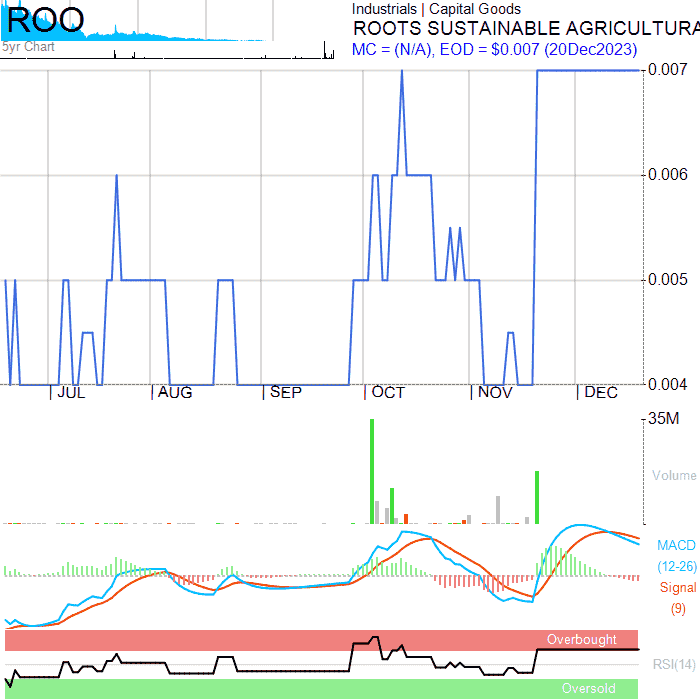 ROO
Industrials | Capital Goods
ROOTS SUSTAINABLE AGRICULTURA
5yr Chart
MC = (N/A), EOD = $0.007 (20Dec2023)
0.007
0.006
0.005
0.004
JUL AUG SEP OCT NOV DEC
35M
Volume
MACD
(12-26)
Signal
(9)
Overbought
RSI(14)
Oversold